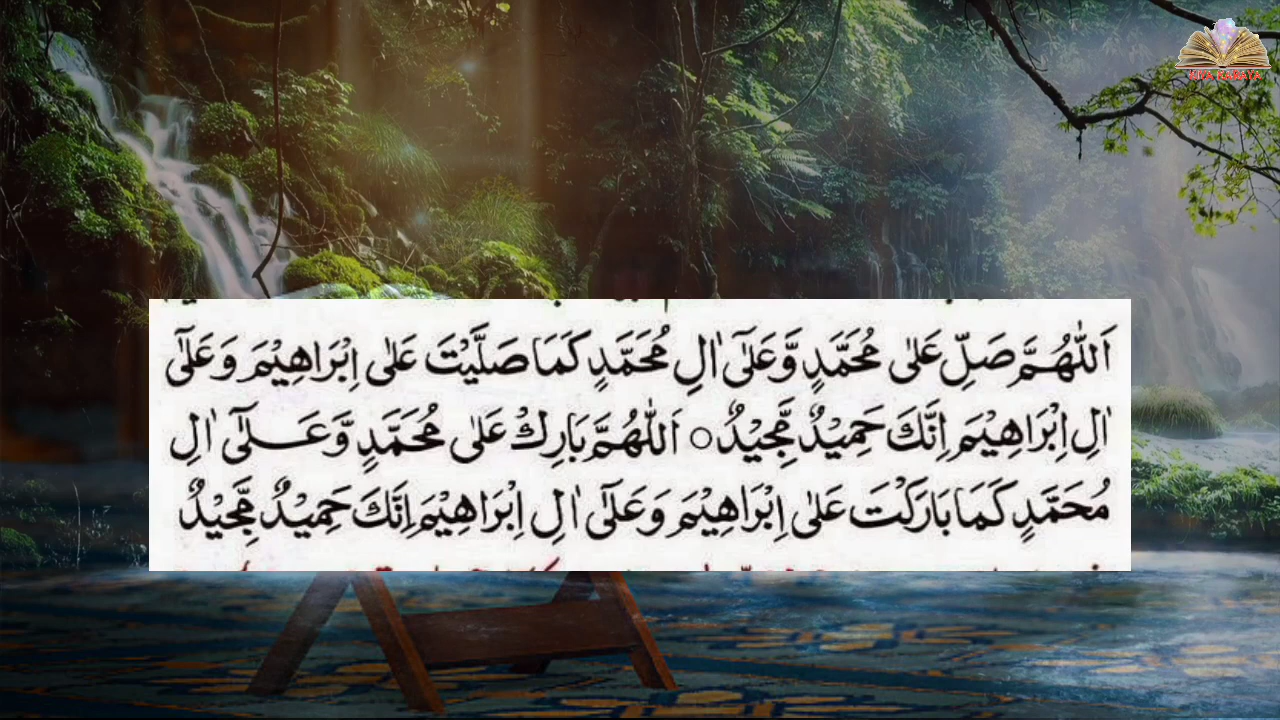 اَللّٰهُمَّ صَلِّ عَلٰى مُحَمَّدٍ وَّعَلٰٓى اٰلِ مُحَمَّدٍ كَمَا صَلَّيْتَ عَلٰى اِبْرَاهِيْمَ وَعَلٰٓى
اٰلِ اِبْرَاهِيْمَ اِنَّكَ حَمِيْدٌ مَّجِيْدٌ ○ اَللّٰهُمَّ بَارِكْ عَلٰى مُحَمَّدٍ وَّعَلٰٓى اٰلِ
مُحَمَّدٍ كَمَا بَارَكْتَ عَلٰى اِبْرَاهِيْمَ وَعَلٰٓى اٰلِ اِبْرَاهِيْمَ اِنَّكَ حَمِيْدٌ مَّجِيْدٌ